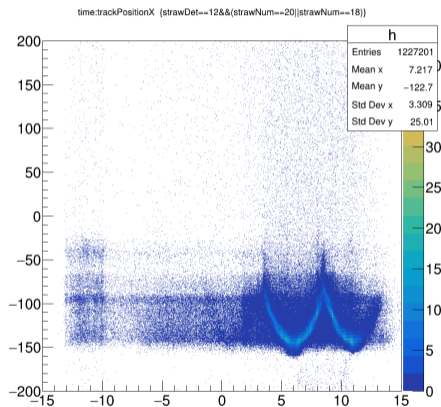 time:trackPositionX {strawDet==12&&(strawNum==20||strawNum==18)}
h
Entries 1227201
Mean x 7.217
Mean y −122.7
Std Dev x 3.309
Std Dev y 25.01
200
150
100
50
0
−50
−100
−150
−200
−15 −10 −5 0 5 10 15
30
25
20
15
10
5
0